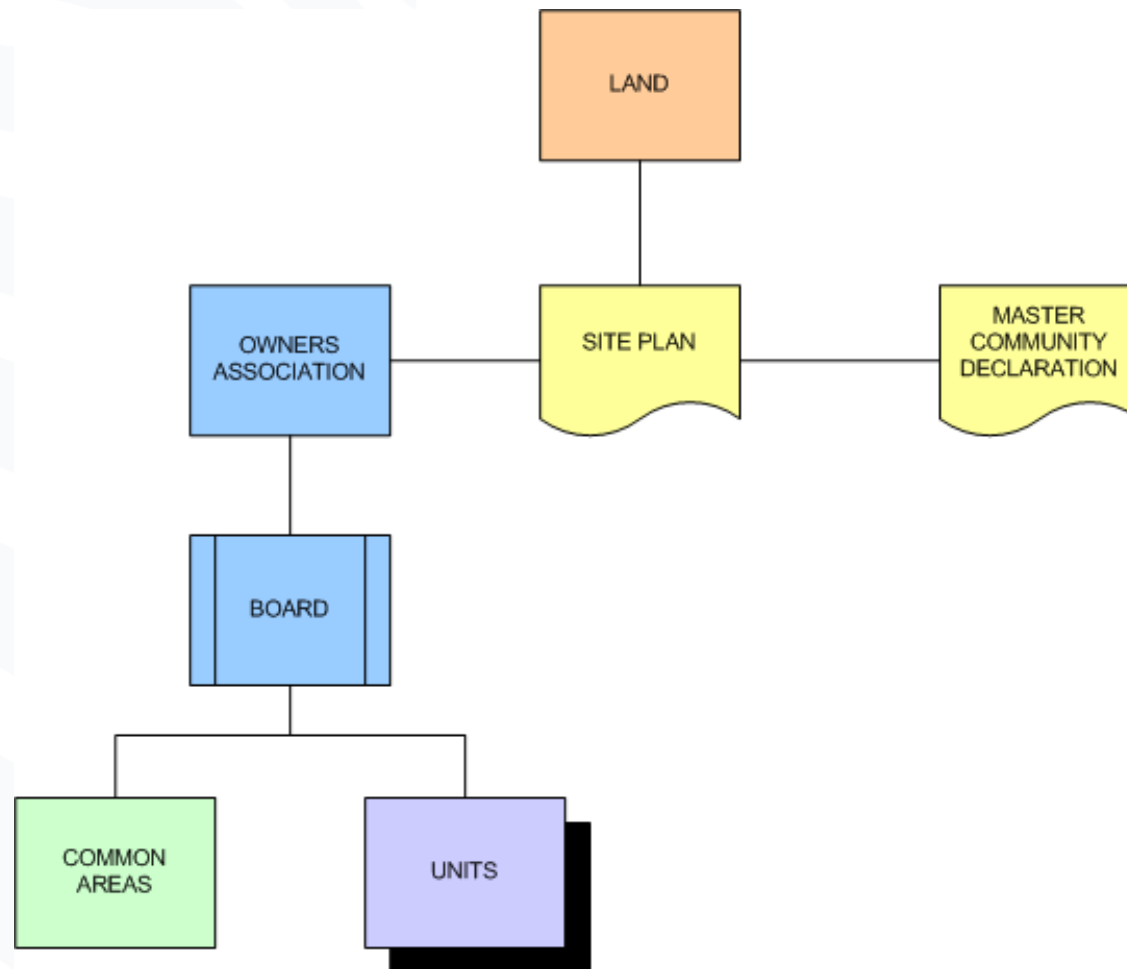 LAND
OWNERS
ASSOCIATION
SITE PLAN
MASTER
COMMUNITY
DECLARATION
BOARD
COMMON
AREAS
UNITS